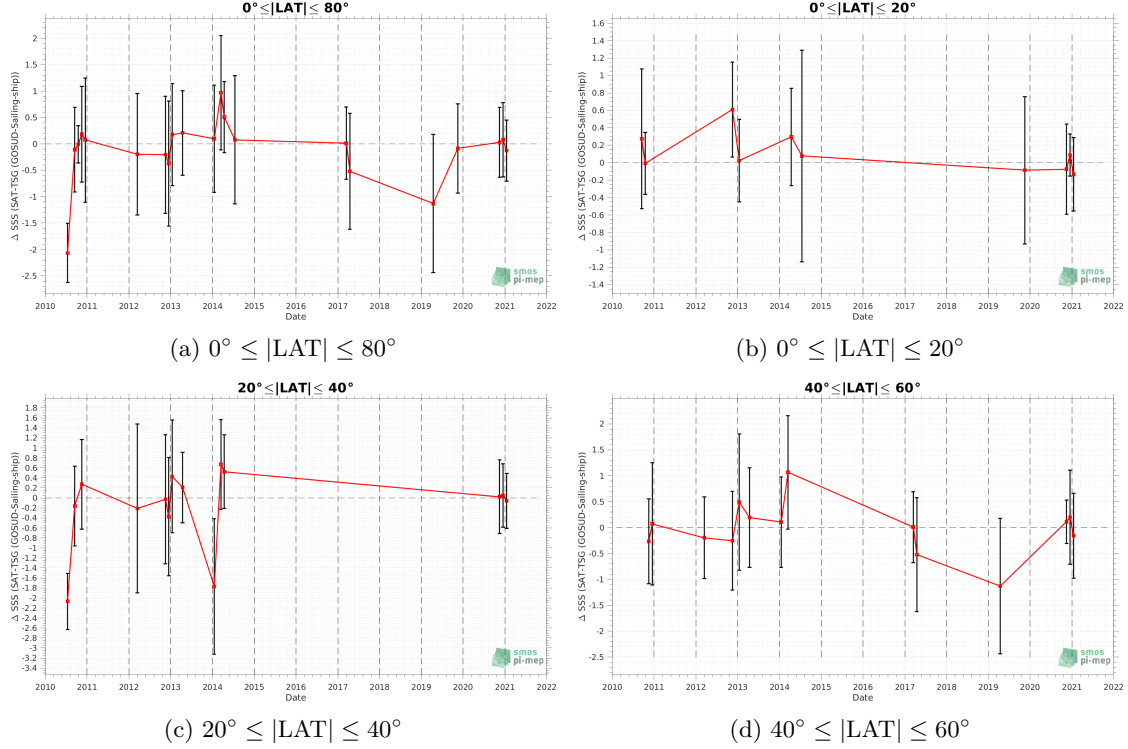 0°≤|LAT|≤ 80°
Δ SSS (SAT-TSG (GOSUD-Sailing-ship))
2
1.5
1
0.5
0
-0.5
-1
-1.5
-2
-2.5
2010 2011 2012 2013 2014 2015 2016 2017 2018 2019 2020 2021 2022
Date
smos
pi-mep
(a) 0° ≤ |LAT| ≤ 80°
0°≤|LAT|≤ 20°
Δ SSS (SAT-TSG (GOSUD-Sailing-ship))
1.6
1.4
1.2
1
0.8
0.6
0.4
0.2
0
-0.2
-0.4
-0.6
-0.8
-1
-1.2
-1.4
2010 2011 2012 2013 2014 2015 2016 2017 2018 2019 2020 2021 2022
Date
smos
pi-mep
(b) 0° ≤ |LAT| ≤ 20°
20°≤|LAT|≤ 40°
Δ SSS (SAT-TSG (GOSUD-Sailing-ship))
1.8
1.6
1.4
1.2
1
0.8
0.6
0.4
0.2
0
-0.2
-0.4
-0.6
-0.8
-1
-1.2
-1.4
-1.6
-1.8
-2
-2.2
-2.4
-2.6
-2.8
-3
-3.2
-3.4
2010 2011 2012 2013 2014 2015 2016 2017 2018 2019 2020 2021 2022
Date
smos
pi-mep
(c) 20° ≤ |LAT| ≤ 40°
40°≤|LAT|≤ 60°
Δ SSS (SAT-TSG (GOSUD-Sailing-ship))
2
1.5
1
0.5
0
-0.5
-1
-1.5
-2
-2.5
2010 2011 2012 2013 2014 2015 2016 2017 2018 2019 2020 2021 2022
Date
smos
pi-mep
(d) 40° ≤ |LAT| ≤ 60°